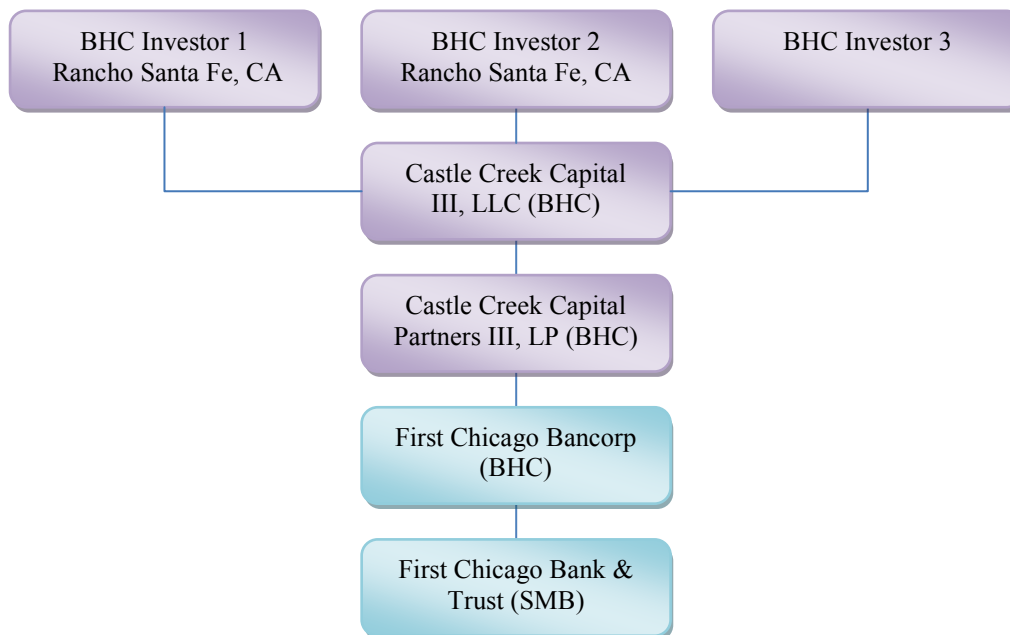 BHC Investor 1
Rancho Santa Fe, CA
BHC Investor 2
Rancho Santa Fe, CA
BHC Investor 3
Castle Creek Capital
III, LLC (BHC)
Castle Creek Capital
Partners III, LP (BHC)
First Chicago Bancorp
(BHC)
First Chicago Bank &
Trust (SMB)